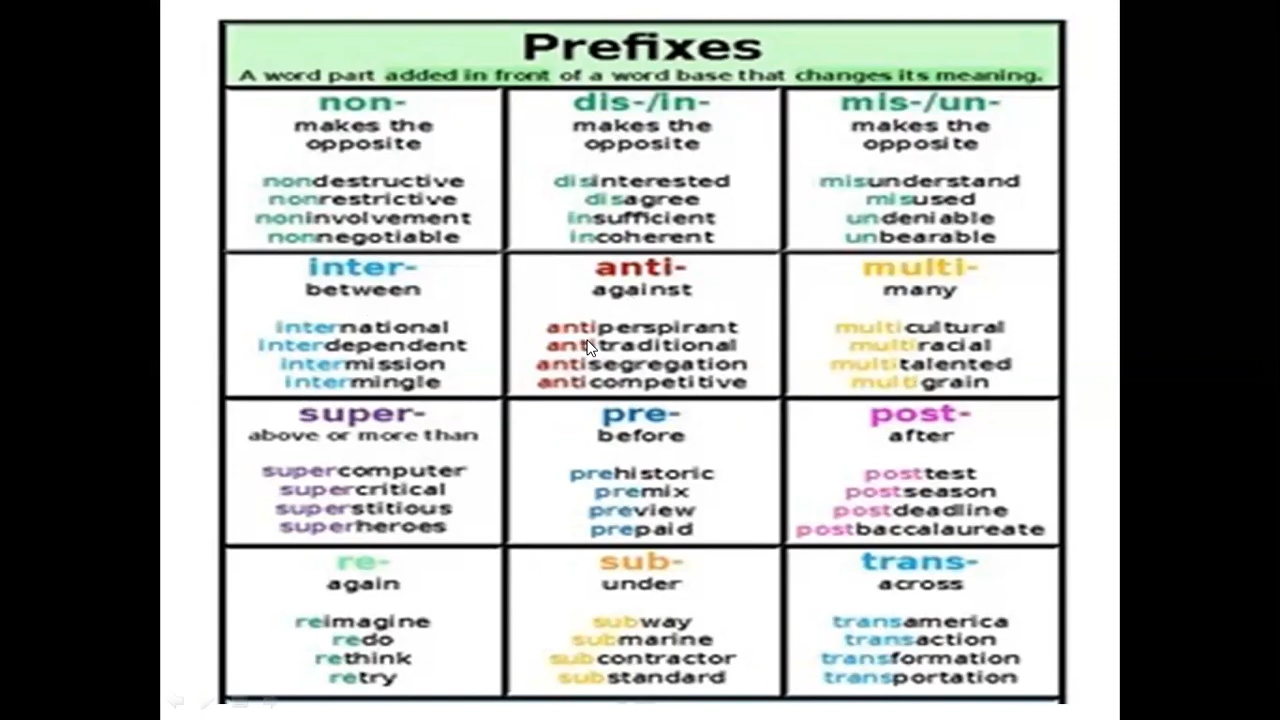 Prefixes
A word part added in front of a word base that changes its meaning.
non-
makes the
opposite
nondestructive
nonrestrictive
noninvolvement
nonnegotiable
dis-/in-
makes the
opposite
disinterested
disagree
insufficient
incoherent
mis-/un-
makes the
opposite
misunderstand
misused
undeniable
unbearable
inter-
between
international
interdependent
intermission
intermingle
anti-
against
antiperspirant
antitraditional
antisegregation
anticompetitive
multi-
many
multicultural
multiracial
multitalented
multigrain
super-
above or more than
supercomputer
supercritical
superstitious
superheroes
pre-
before
prehistoric
premix
preview
prepaid
post-
after
posttest
postseason
postdeadline
postbaccalaureate
re-
again
reimagine
redo
rethink
retry
sub-
under
subway
submarine
subcontractor
substandard
trans-
across
transamerica
transaction
transformation
transportation